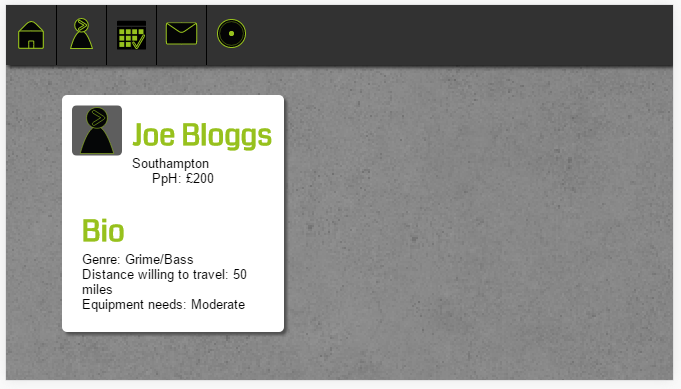 Joe Bloggs
Southampton
PpH: £200
Bio
Genre: Grime/Bass
Distance willing to travel: 50
miles
Equipment needs: Moderate